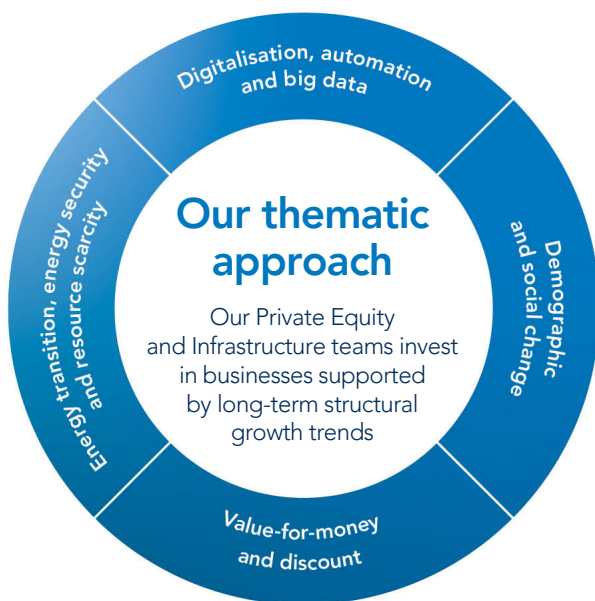 Digitalisation, automation
and big data
Energy transition, energy security
and resource scarcity
Our thematic
approach
Our Private Equity
and Infrastructure teams invest
in businesses supported
by long-term structural
growth trends
Demographic
and social change
Value-for-money
and discount